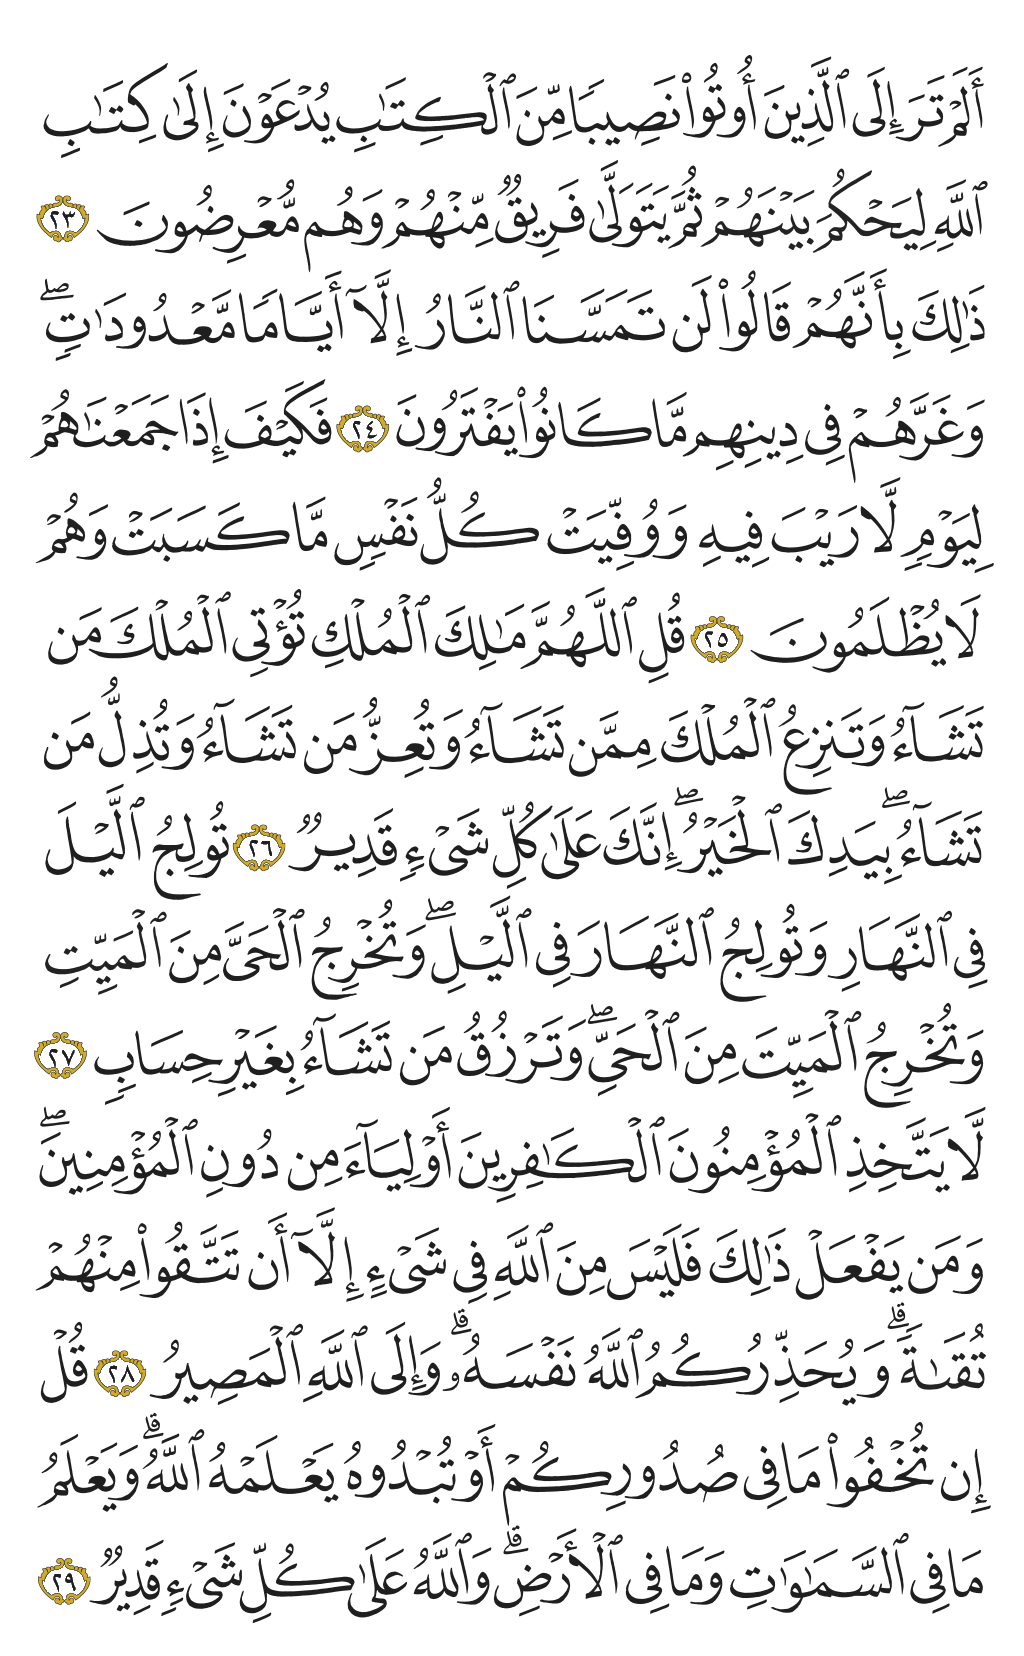 أَلَمْ تَرَ إِلَى ٱلَّذِينَ أُوتُوا۟ نَصِيبًا مِّنَ ٱلْكِتَـٰبِ يُدْعَوْنَ إِلَىٰ كِتَـٰبِ
ٱللَّهِ لِيَحْكُمَ بَيْنَهُمْ ثُمَّ يَتَوَلَّىٰ فَرِيقٌ مِّنْهُمْ وَهُم مُّعْرِضُونَ ٢٣
ذَٰلِكَ بِأَنَّهُمْ قَالُوا۟ لَن تَمَسَّنَا ٱلنَّارُ إِلَّآ أَيَّامًا مَّعْدُودَٰتٍ ۖ
وَغَرَّهُمْ فِى دِينِهِم مَّا كَانُوا۟ يَفْتَرُونَ ٢٤ فَكَيْفَ إِذَا جَمَعْنَـٰهُمْ
لِيَوْمٍ لَّا رَيْبَ فِيهِ وَوُفِّيَتْ كُلُّ نَفْسٍ مَّا كَسَبَتْ وَهُمْ
لَا يُظْلَمُونَ ٢٥ قُلِ ٱللَّهُمَّ مَـٰلِكَ ٱلْمُلْكِ تُؤْتِى ٱلْمُلْكَ مَن
تَشَآءُ وَتَنزِعُ ٱلْمُلْكَ مِمَّن تَشَآءُ وَتُعِزُّ مَن تَشَآءُ وَتُذِلُّ مَن
تَشَآءُ ۖ بِيَدِكَ ٱلْخَيْرُ ۖ إِنَّكَ عَلَىٰ كُلِّ شَىْءٍ قَدِيرٌ ٢٦ تُولِجُ ٱلَّيْلَ
فِى ٱلنَّهَارِ وَتُولِجُ ٱلنَّهَارَ فِى ٱلَّيْلِ ۖ وَتُخْرِجُ ٱلْحَىَّ مِنَ ٱلْمَيِّتِ
وَتُخْرِجُ ٱلْمَيِّتَ مِنَ ٱلْحَىِّ ۖ وَتَرْزُقُ مَن تَشَآءُ بِغَيْرِ حِسَابٍ ٢٧
لَّا يَتَّخِذِ ٱلْمُؤْمِنُونَ ٱلْكَـٰفِرِينَ أَوْلِيَآءَ مِن دُونِ ٱلْمُؤْمِنِينَ ۖ
وَمَن يَفْعَلْ ذَٰلِكَ فَلَيْسَ مِنَ ٱللَّهِ فِى شَىْءٍ إِلَّآ أَن تَتَّقُوا۟ مِنْهُمْ
تُقَىٰةً ۗ وَيُحَذِّرُكُمُ ٱللَّهُ نَفْسَهُۥ ۗ وَإِلَى ٱللَّهِ ٱلْمَصِيرُ ٢٨ قُلْ
إِن تُخْفُوا۟ مَا فِى صُدُورِكُمْ أَوْ تُبْدُوهُ يَعْلَمْهُ ٱللَّهُ ۗ وَيَعْلَمُ
مَا فِى ٱلسَّمَـٰوَٰتِ وَمَا فِى ٱلْأَرْضِ ۗ وَٱللَّهُ عَلَىٰ كُلِّ شَىْءٍ قَدِيرٌ ٢٩